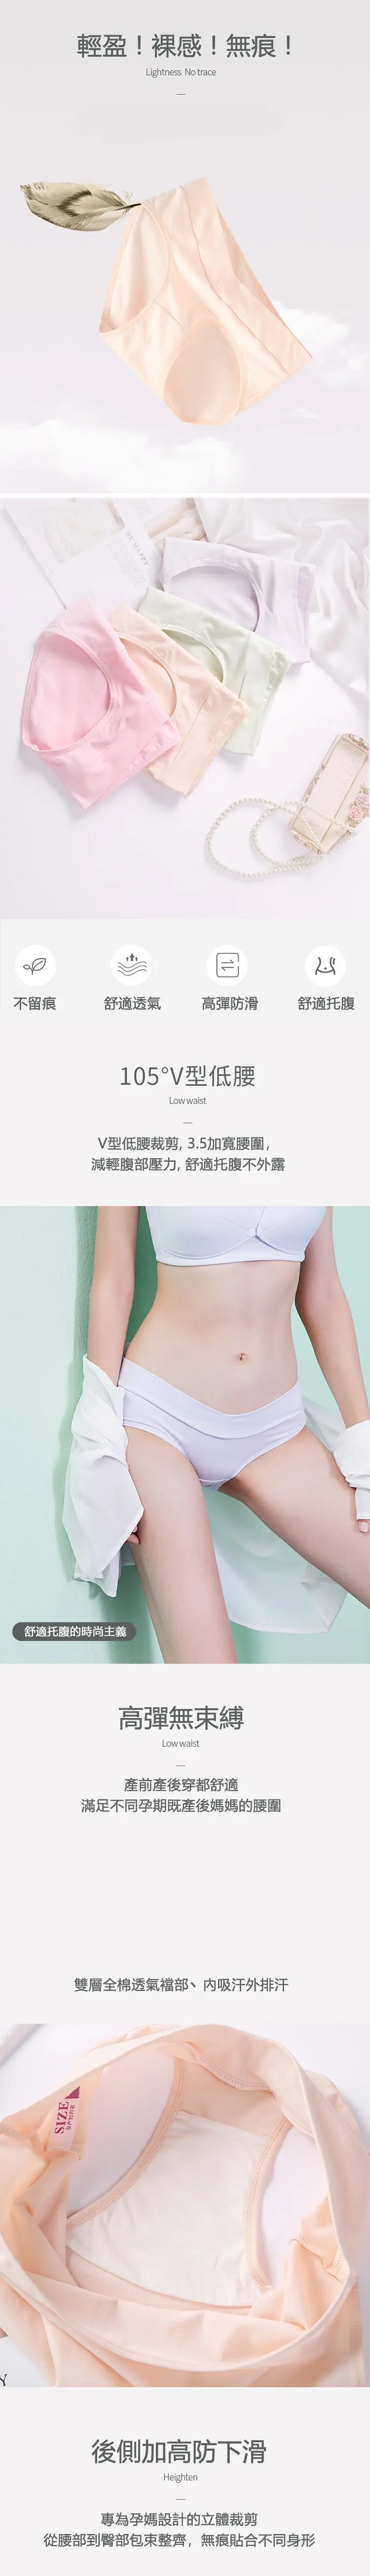 輕盈！裸感！無痕！
Lightness No trace
BE HAPPY
不留痕
舒適透氣
高彈防滑
舒適托腹
105°V型低腰
Low waist
V型低腰裁剪, 3.5加寬腰圍,
減輕腹部壓力, 舒適托腹不外露
舒適托腹的時尚主義
高彈無束縛
Low waist
產前產後穿都舒適
滿足不同孕期既產後媽媽的腰圍
雙層全棉透氣襠部、內吸汗外排汗
SIZE
後側加高防下滑
Heighten
專為孕媽設計的立體裁剪
從腰部到臀部包束整齊，無痕貼合不同身形